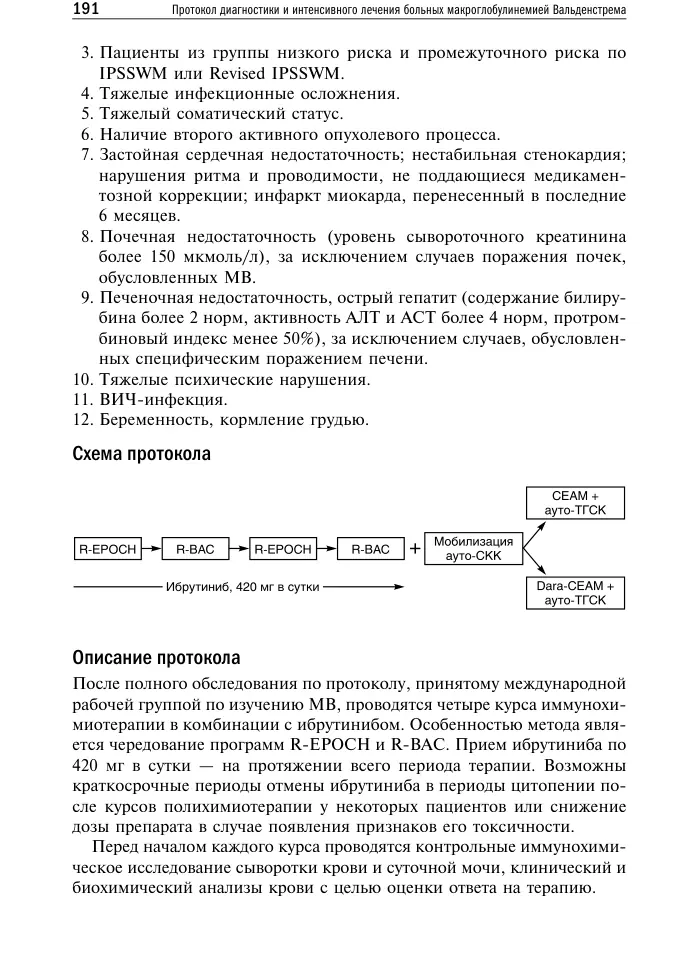 191 Протокол диагностики и интенсивного лечения больных макроглобулинемией Вальденстрема
3. Пациенты из группы низкого риска и промежуточного риска по
IPSSWM или Revised IPSSWM.
4. Тяжелые инфекционные осложнения.
5. Тяжелый соматический статус.
6. Наличие второго активного опухолевого процесса.
7. Застойная сердечная недостаточность; нестабильная стенокардия;
нарушения ритма и проводимости, не поддающиеся медикамен-
тозной коррекции; инфаркт миокарда, перенесенный в последние
6 месяцев.
8. Почечная недостаточность (уровень сывороточного креатинина
более 150 мкмоль/л), за исключением случаев поражения почек,
обусловленных МВ.
9. Печеночная недостаточность, острый гепатит (содержание билиру-
бина более 2 норм, активность АЛТ и АСТ более 4 норм, протром-
биновый индекс менее 50%), за исключением случаев, обусловлен-
ных специфическим поражением печени.
10. Тяжелые психические нарушения.
11. ВИЧ-инфекция.
12. Беременность, кормление грудью.
Схема протокола
R-EPOCH
R-BAC
R-EPOCH
R-BAC
+
Мобилизация
ауто-СКК
CEAM +
ауто-ТГСК
Dara-CEAM +
ауто-ТГСК
Ибрутиниб, 420 мг в сутки
Описание протокола
После полного обследования по протоколу, принятому международной
рабочей группой по изучению МВ, проводятся четыре курса иммунохи-
миотерапии в комбинации с ибрутинибом. Особенностью метода явля-
ется чередование программ R-EPOCH и R-BAC. Прием ибрутиниба по
420 мг в сутки — на протяжении всего периода терапии. Возможны
краткосрочные периоды отмены ибрутиниба в периоды цитопении по-
сле курсов полихимиотерапии у некоторых пациентов или снижение
дозы препарата в случае появления признаков его токсичности.
Перед началом каждого курса проводятся контрольные иммунохими-
ческое исследование сыворотки крови и суточной мочи, клинический и
биохимический анализы крови с целью оценки ответа на терапию.